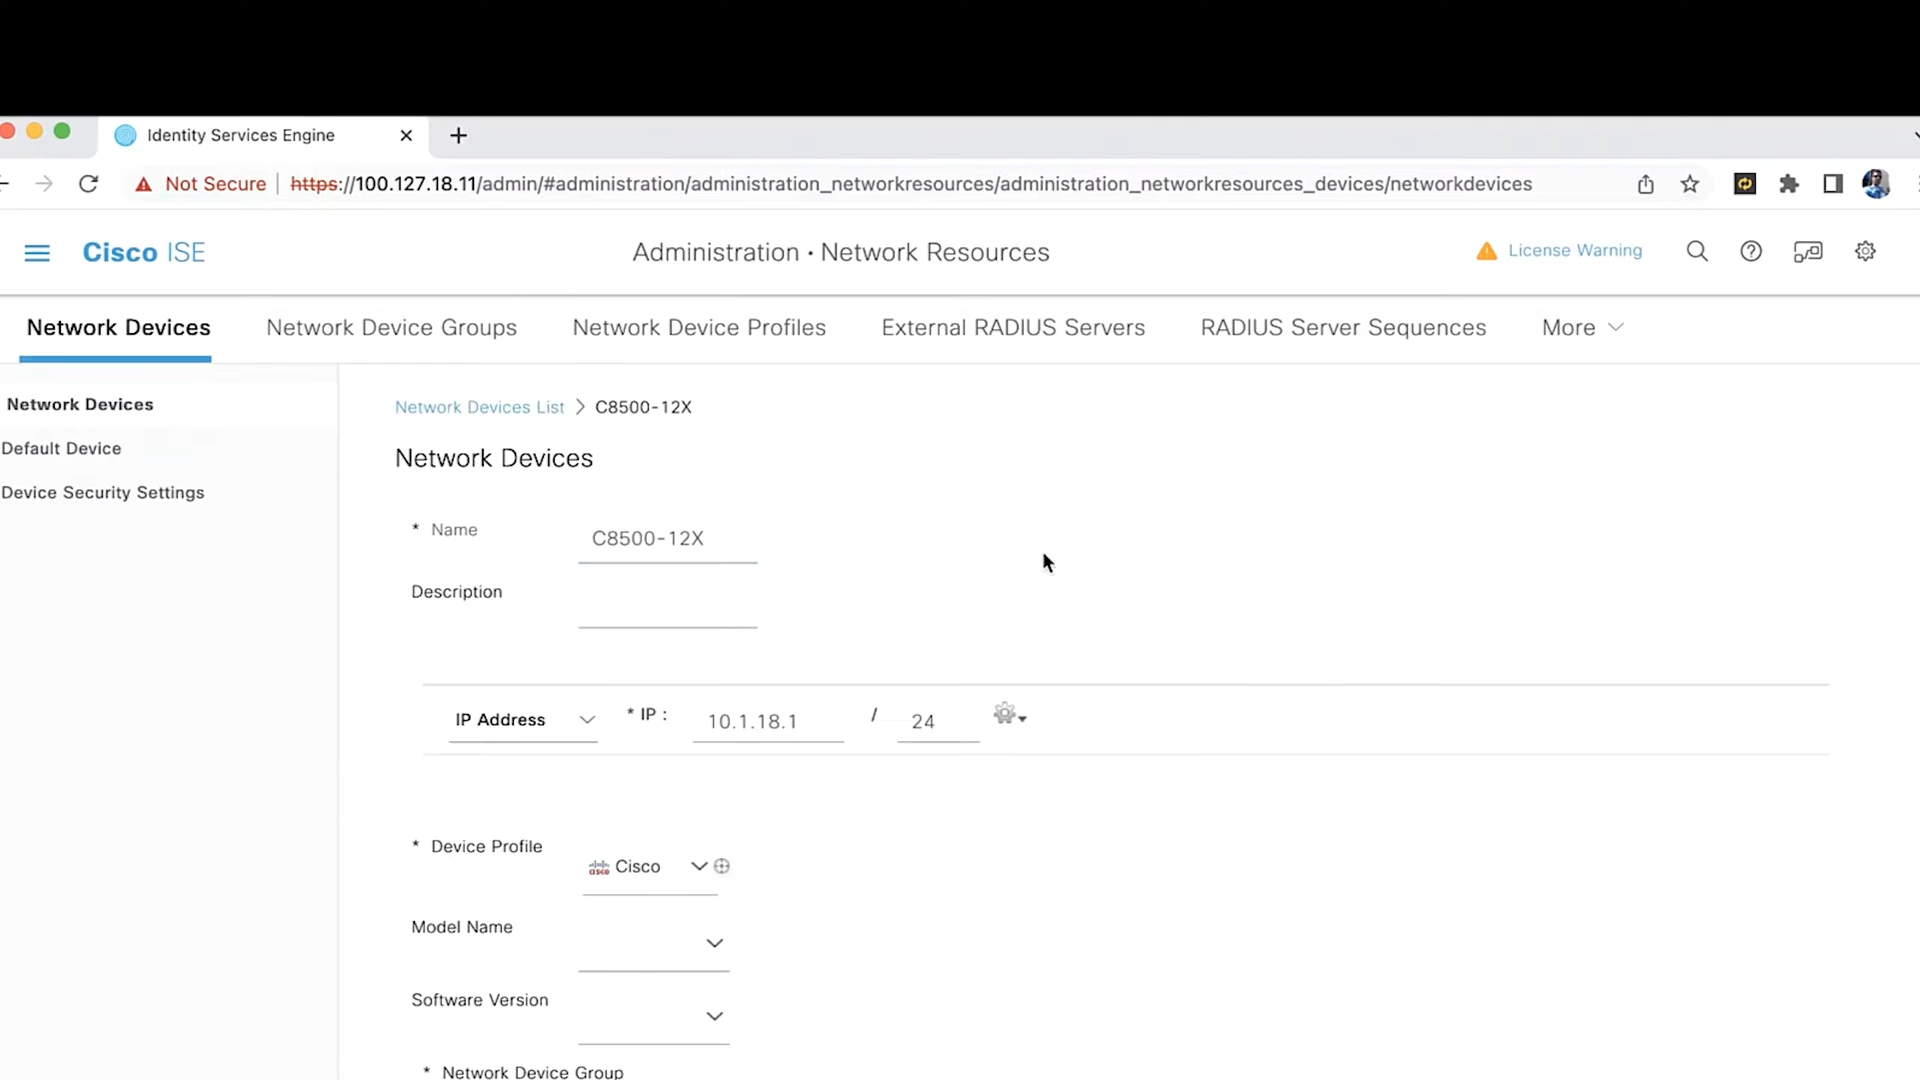 Identity Services Engine
Not Secure https://100.127.18.11/admin/#administration/administration_networkresources/administration_networkresources_devices/networkdevices
Cisco ISE
Administration · Network Resources
License Warning
Network Devices
Network Device Groups
Network Device Profiles
External RADIUS Servers
RADIUS Server Sequences
More
Network Devices
Default Device
Device Security Settings
Network Devices List > C8500-12X
Network Devices
* Name C8500-12X
Description
IP Address * IP : 10.1.18.1 / 24
* Device Profile
cisco Cisco
Model Name
Software Version
* Network Device Group